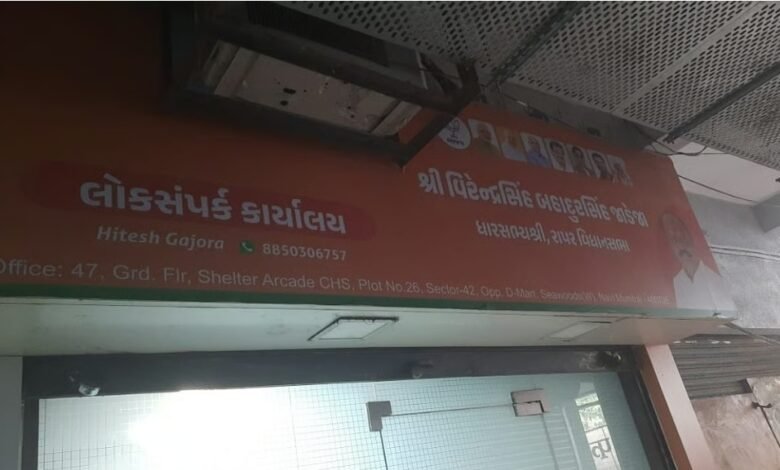 શ્રી વિરેન્દ્રસિંહ બહાદુરસિંહ જાડેજા
ધારાસભ્યશ્રી, રાપર વિધાનસભા
લોકસંપર્ક કાર્યાલય
Hitesh Gajora 8850306757
Office: 47, Grd. Flr, Shelter Arcade CHS, Plot No.26, Sector-42, Opp. D-Mart, Seawoods(W), Navi Mumbai -